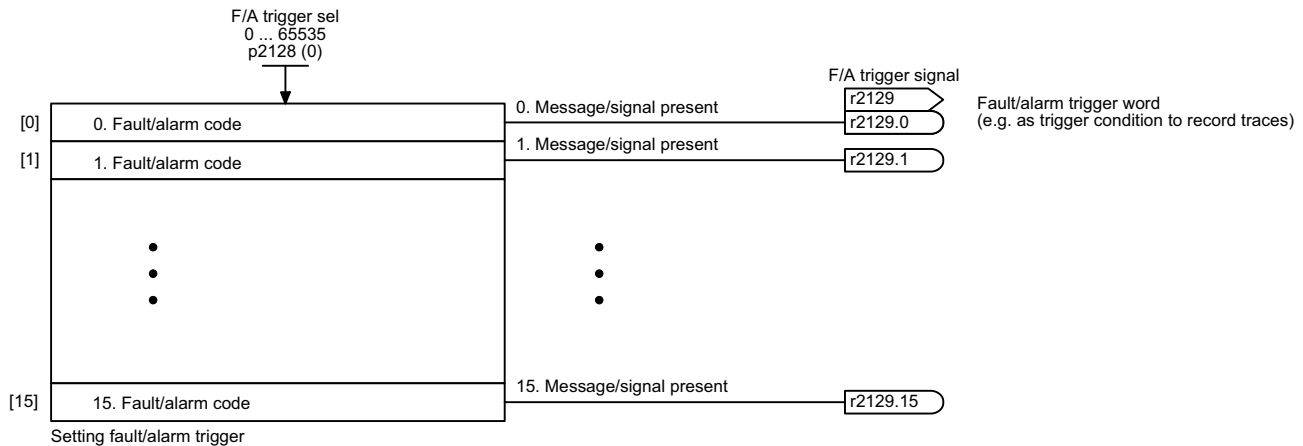 F/A trigger sel
0 ... 65535
p2128 (0)
F/A trigger signal
r2129
Fault/alarm trigger word
(e.g. as trigger condition to record traces)
[0]
0. Fault/alarm code
0. Message/signal present
r2129.0
[1]
1. Fault/alarm code
1. Message/signal present
r2129.1
[15]
15. Fault/alarm code
15. Message/signal present
r2129.15
Setting fault/alarm trigger